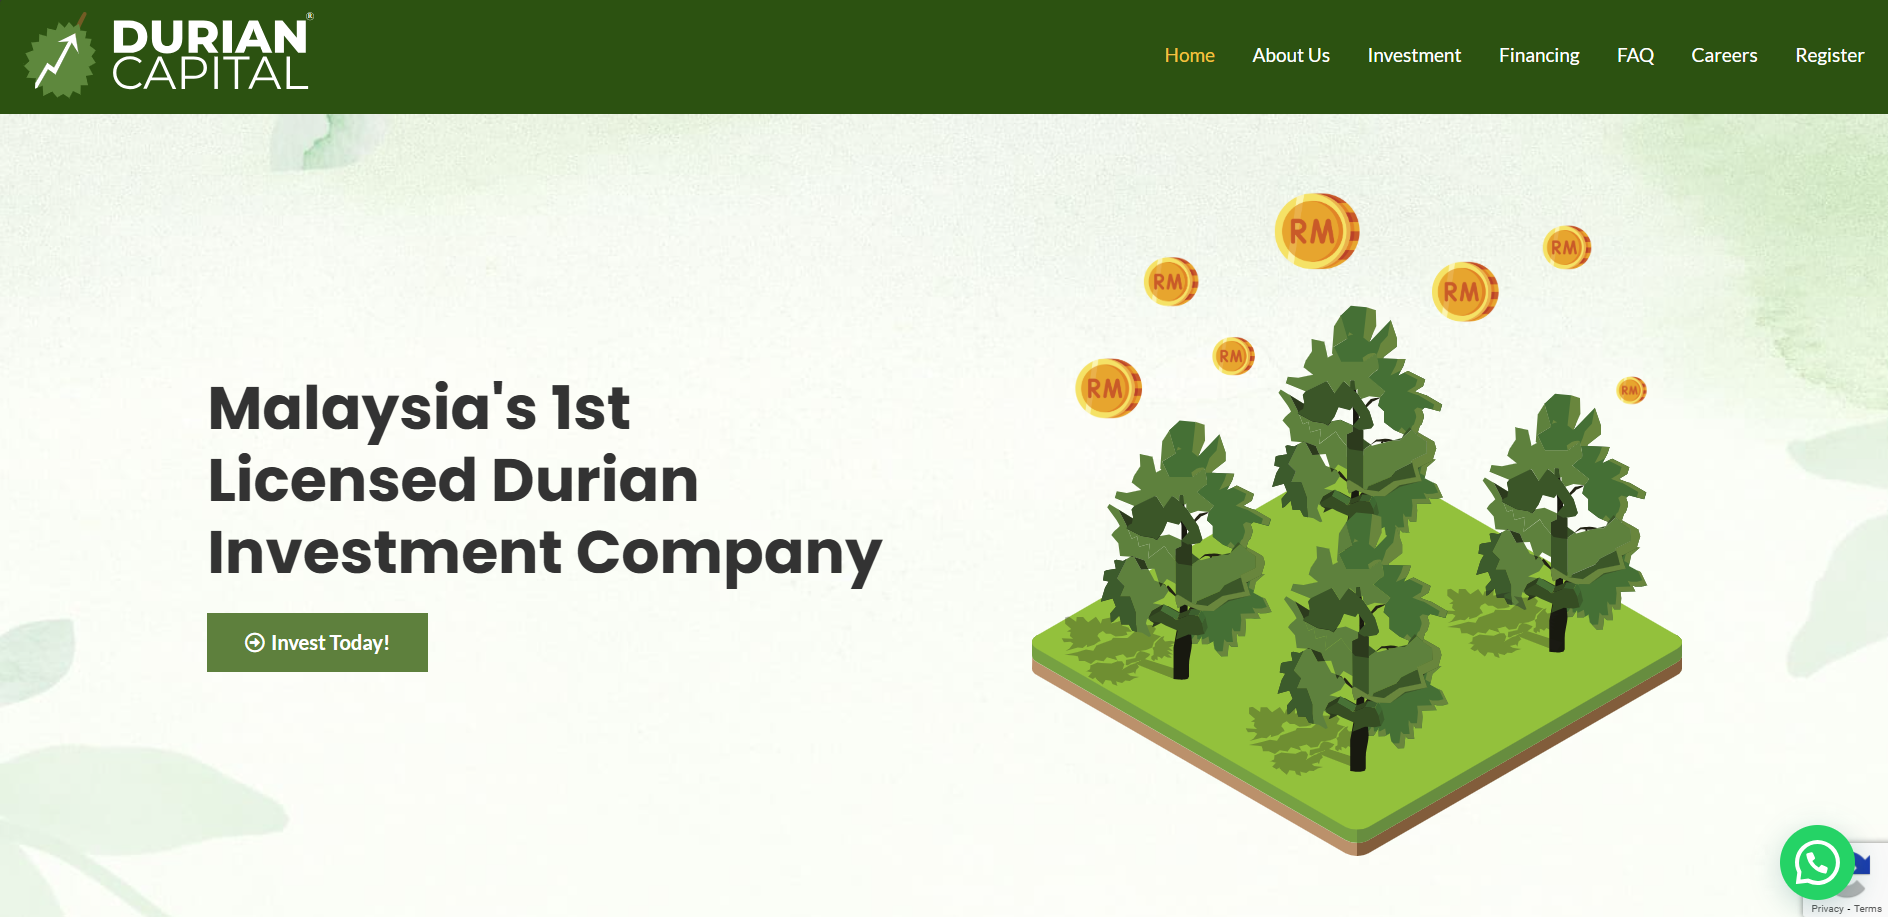 DURIAN®
CAPITAL
Home About Us Investment Financing FAQ Careers Register
RM
RM
RM
RM
RM
RM
RM
Malaysia's 1st
Licensed Durian
Investment Company
Invest Today!
Privacy - Terms